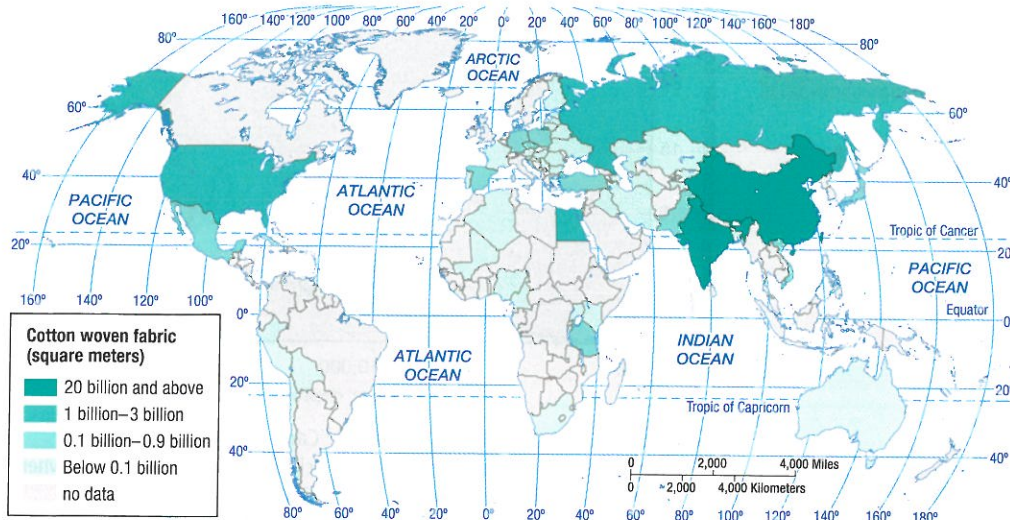 160° 140° 120° 100° 80° 60° 40° 20° 0° 20° 40° 60° 80° 100° 120° 140° 160° 180°
80° 80°
ARCTIC
OCEAN
60° 60°
40° 40°
ATLANTIC
OCEAN
PACIFIC
OCEAN
20° 20°
Tropic of Cancer
PACIFIC
OCEAN
160° 140° 120° 100°
0° 0° 0°
Equator
ATLANTIC
OCEAN
INDIAN
OCEAN
20° 20°
Tropic of Capricorn
40° 40°
0 2,000 4,000 Miles
0 2,000 4,000 Kilometers
80° 60° 40° 20° 0° 20° 40° 60° 80° 100° 120° 140° 160° 180°
Cotton woven fabric
(square meters)
20 billion and above
1 billion–3 billion
0.1 billion–0.9 billion
Below 0.1 billion
no data